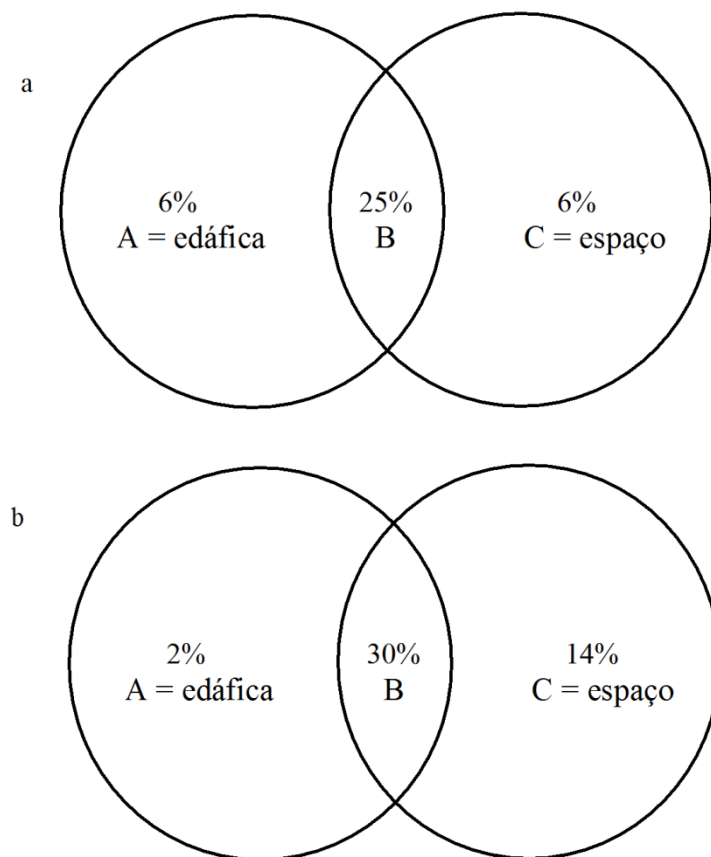 a
6% 25% 6%
A = edáfica B C = espaço
b
2% 30% 14%
A = edáfica B C = espaço